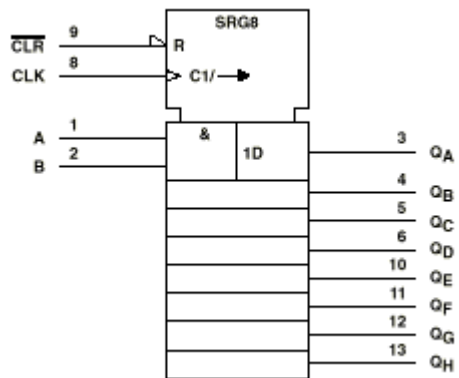 SRG8
CLR 9 R
CLK 8 C1/
A 1 & 1D 3 QA
B 2
4 QB
5 QC
6 QD
10 QE
11 QF
12 QG
13 QH